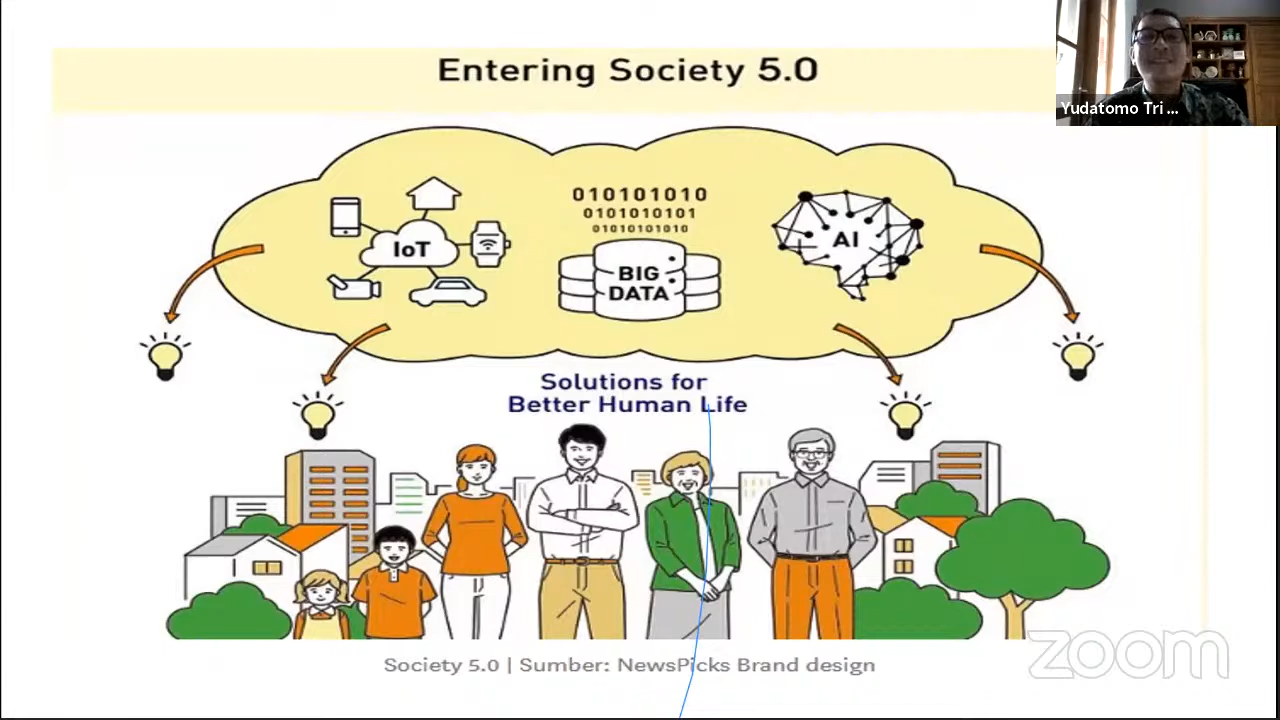 Entering Society 5.0
Yudatomo Tri ...
010101010
0101010101
01010101010
IoT
BIG
DATA
AI
Solutions for
Better Human Life
Society 5.0 | Sumber: NewsPicks Brand design
zoom